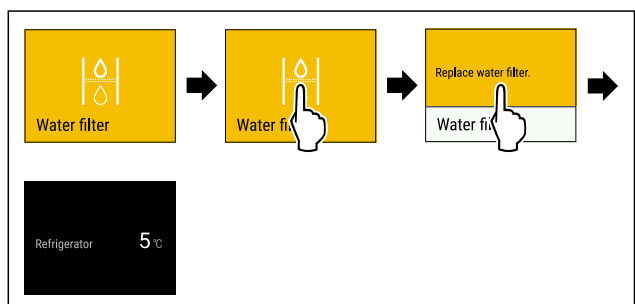 Water filter
Water fi
Replace water filter.
Water fi
Refrigerator 5 °C